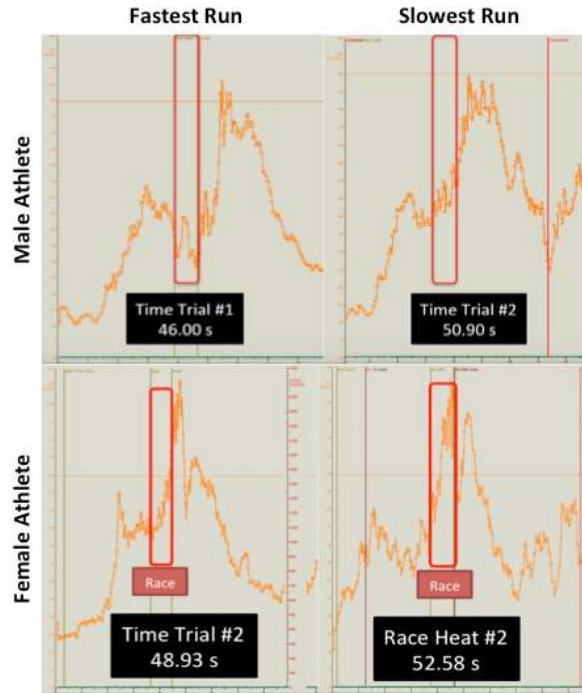 Fastest Run
Slowest Run
Male Athlete
Time Trial #1
46.00 s
Time Trial #2
50.90 s
Female Athlete
Race
Time Trial #2
48.93 s
Race
Race Heat #2
52.58 s